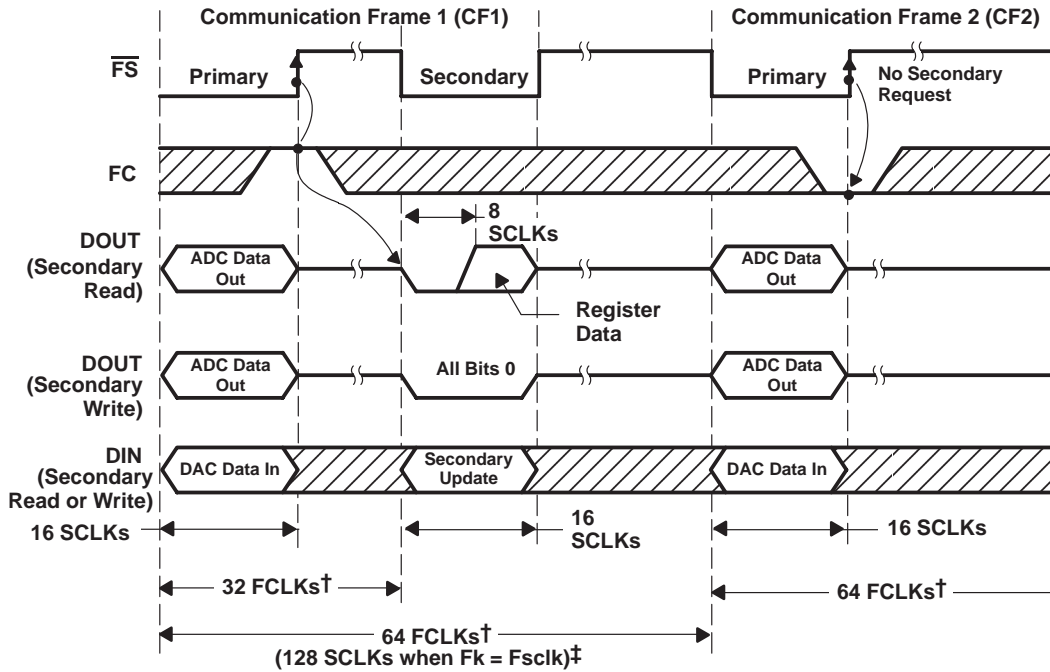 Communication Frame 1 (CF1)
Communication Frame 2 (CF2)
FS
Primary
Secondary
Primary
No Secondary
Request
FC
8
SCLKs
DOUT
(Secondary
Read)
ADC Data
Out
ADC Data
Out
Register
Data
DOUT
(Secondary
Write)
ADC Data
Out
All Bits 0
ADC Data
Out
DIN
(Secondary
Read or Write)
DAC Data In
Secondary
Update
DAC Data In
16 SCLKs
16
SCLKs
16 SCLKs
32 FCLKs†
64 FCLKs†
64 FCLKs†
(128 SCLKs when Fk = Fsclk)‡